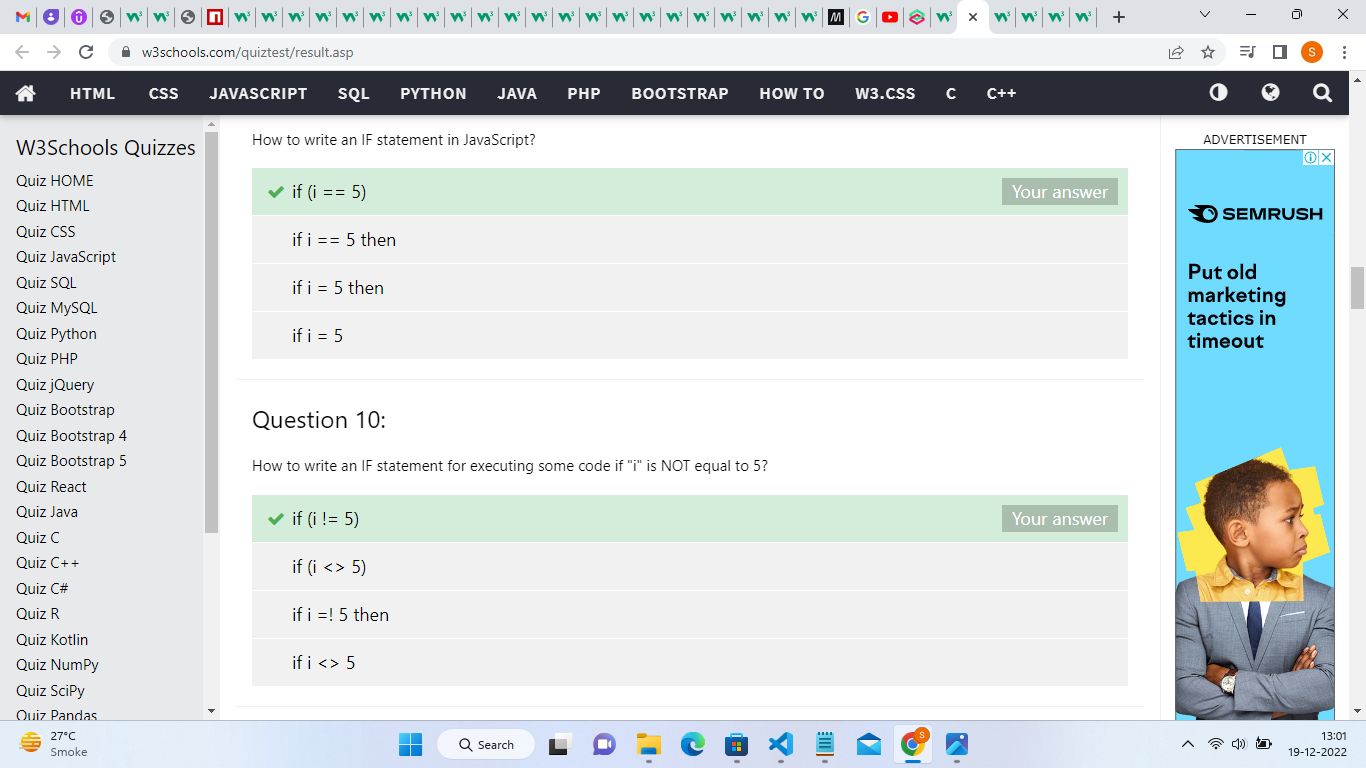 w3schools.com/quiztest/result.asp
S
HTML CSS JAVASCRIPT SQL PYTHON JAVA PHP BOOTSTRAP HOW TO W3.CSS C C++
W3Schools Quizzes
Quiz HOME
Quiz HTML
Quiz CSS
Quiz JavaScript
Quiz SQL
Quiz MySQL
Quiz Python
Quiz PHP
Quiz jQuery
Quiz Bootstrap
Quiz Bootstrap 4
Quiz Bootstrap 5
Quiz React
Quiz Java
Quiz C
Quiz C++
Quiz C#
Quiz R
Quiz Kotlin
Quiz NumPy
Quiz SciPy
Quiz Pandas
How to write an IF statement in JavaScript?
if (i == 5) Your answer
if i == 5 then
if i = 5 then
if i = 5
Question 10:
How to write an IF statement for executing some code if "i" is NOT equal to 5?
if (i != 5) Your answer
if (i <> 5)
if i =! 5 then
if i <> 5
ADVERTISEMENT
SEMRUSH
Put old
marketing
tactics in
timeout
27°C
Smoke
Search
S
13:01
19-12-2022